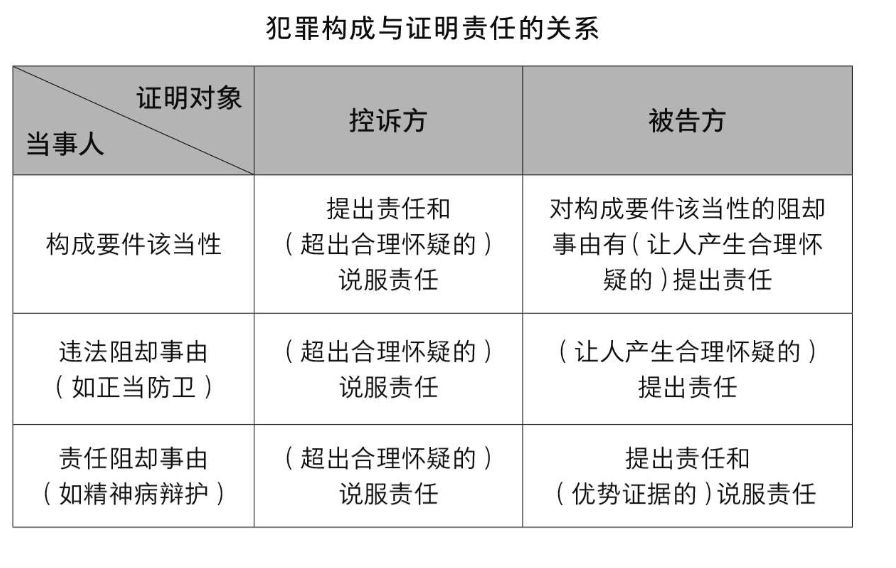 犯罪构成与证明责任的关系
证明对象
当事人
控诉方
被告方
构成要件该当性
提出责任和
（超出合理怀疑的）
说服责任
对构成要件该当性的阻却
事由有（让人产生合理怀
疑的）提出责任
违法阻却事由
（如正当防卫）
（超出合理怀疑的）
说服责任
（让人产生合理怀疑的）
提出责任
责任阻却事由
（如精神病辩护）
（超出合理怀疑的）
说服责任
提出责任和
（优势证据的）说服责任